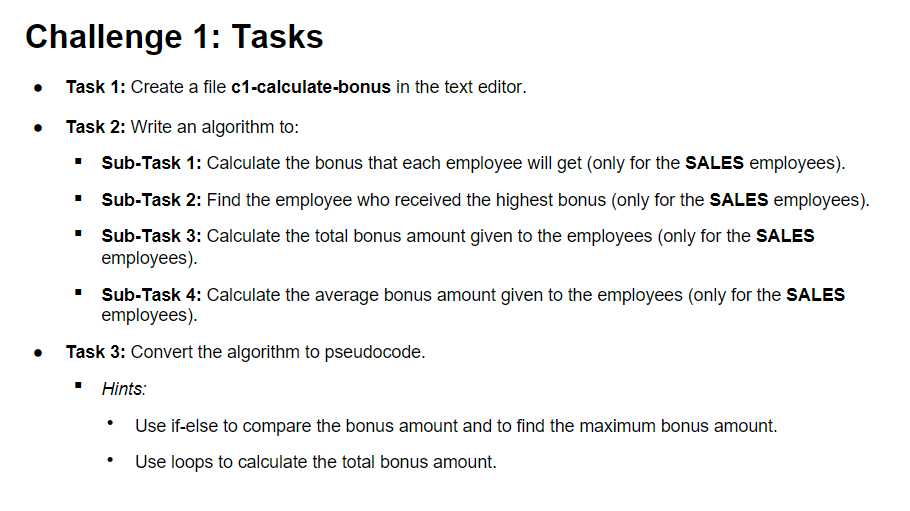 Challenge 1: Tasks
● Task 1: Create a file c1-calculate-bonus in the text editor.
● Task 2: Write an algorithm to:
▪ Sub-Task 1: Calculate the bonus that each employee will get (only for the SALES employees).
▪ Sub-Task 2: Find the employee who received the highest bonus (only for the SALES employees).
▪ Sub-Task 3: Calculate the total bonus amount given to the employees (only for the SALES
employees).
▪ Sub-Task 4: Calculate the average bonus amount given to the employees (only for the SALES
employees).
● Task 3: Convert the algorithm to pseudocode.
▪ Hints:
• Use if-else to compare the bonus amount and to find the maximum bonus amount.
• Use loops to calculate the total bonus amount.